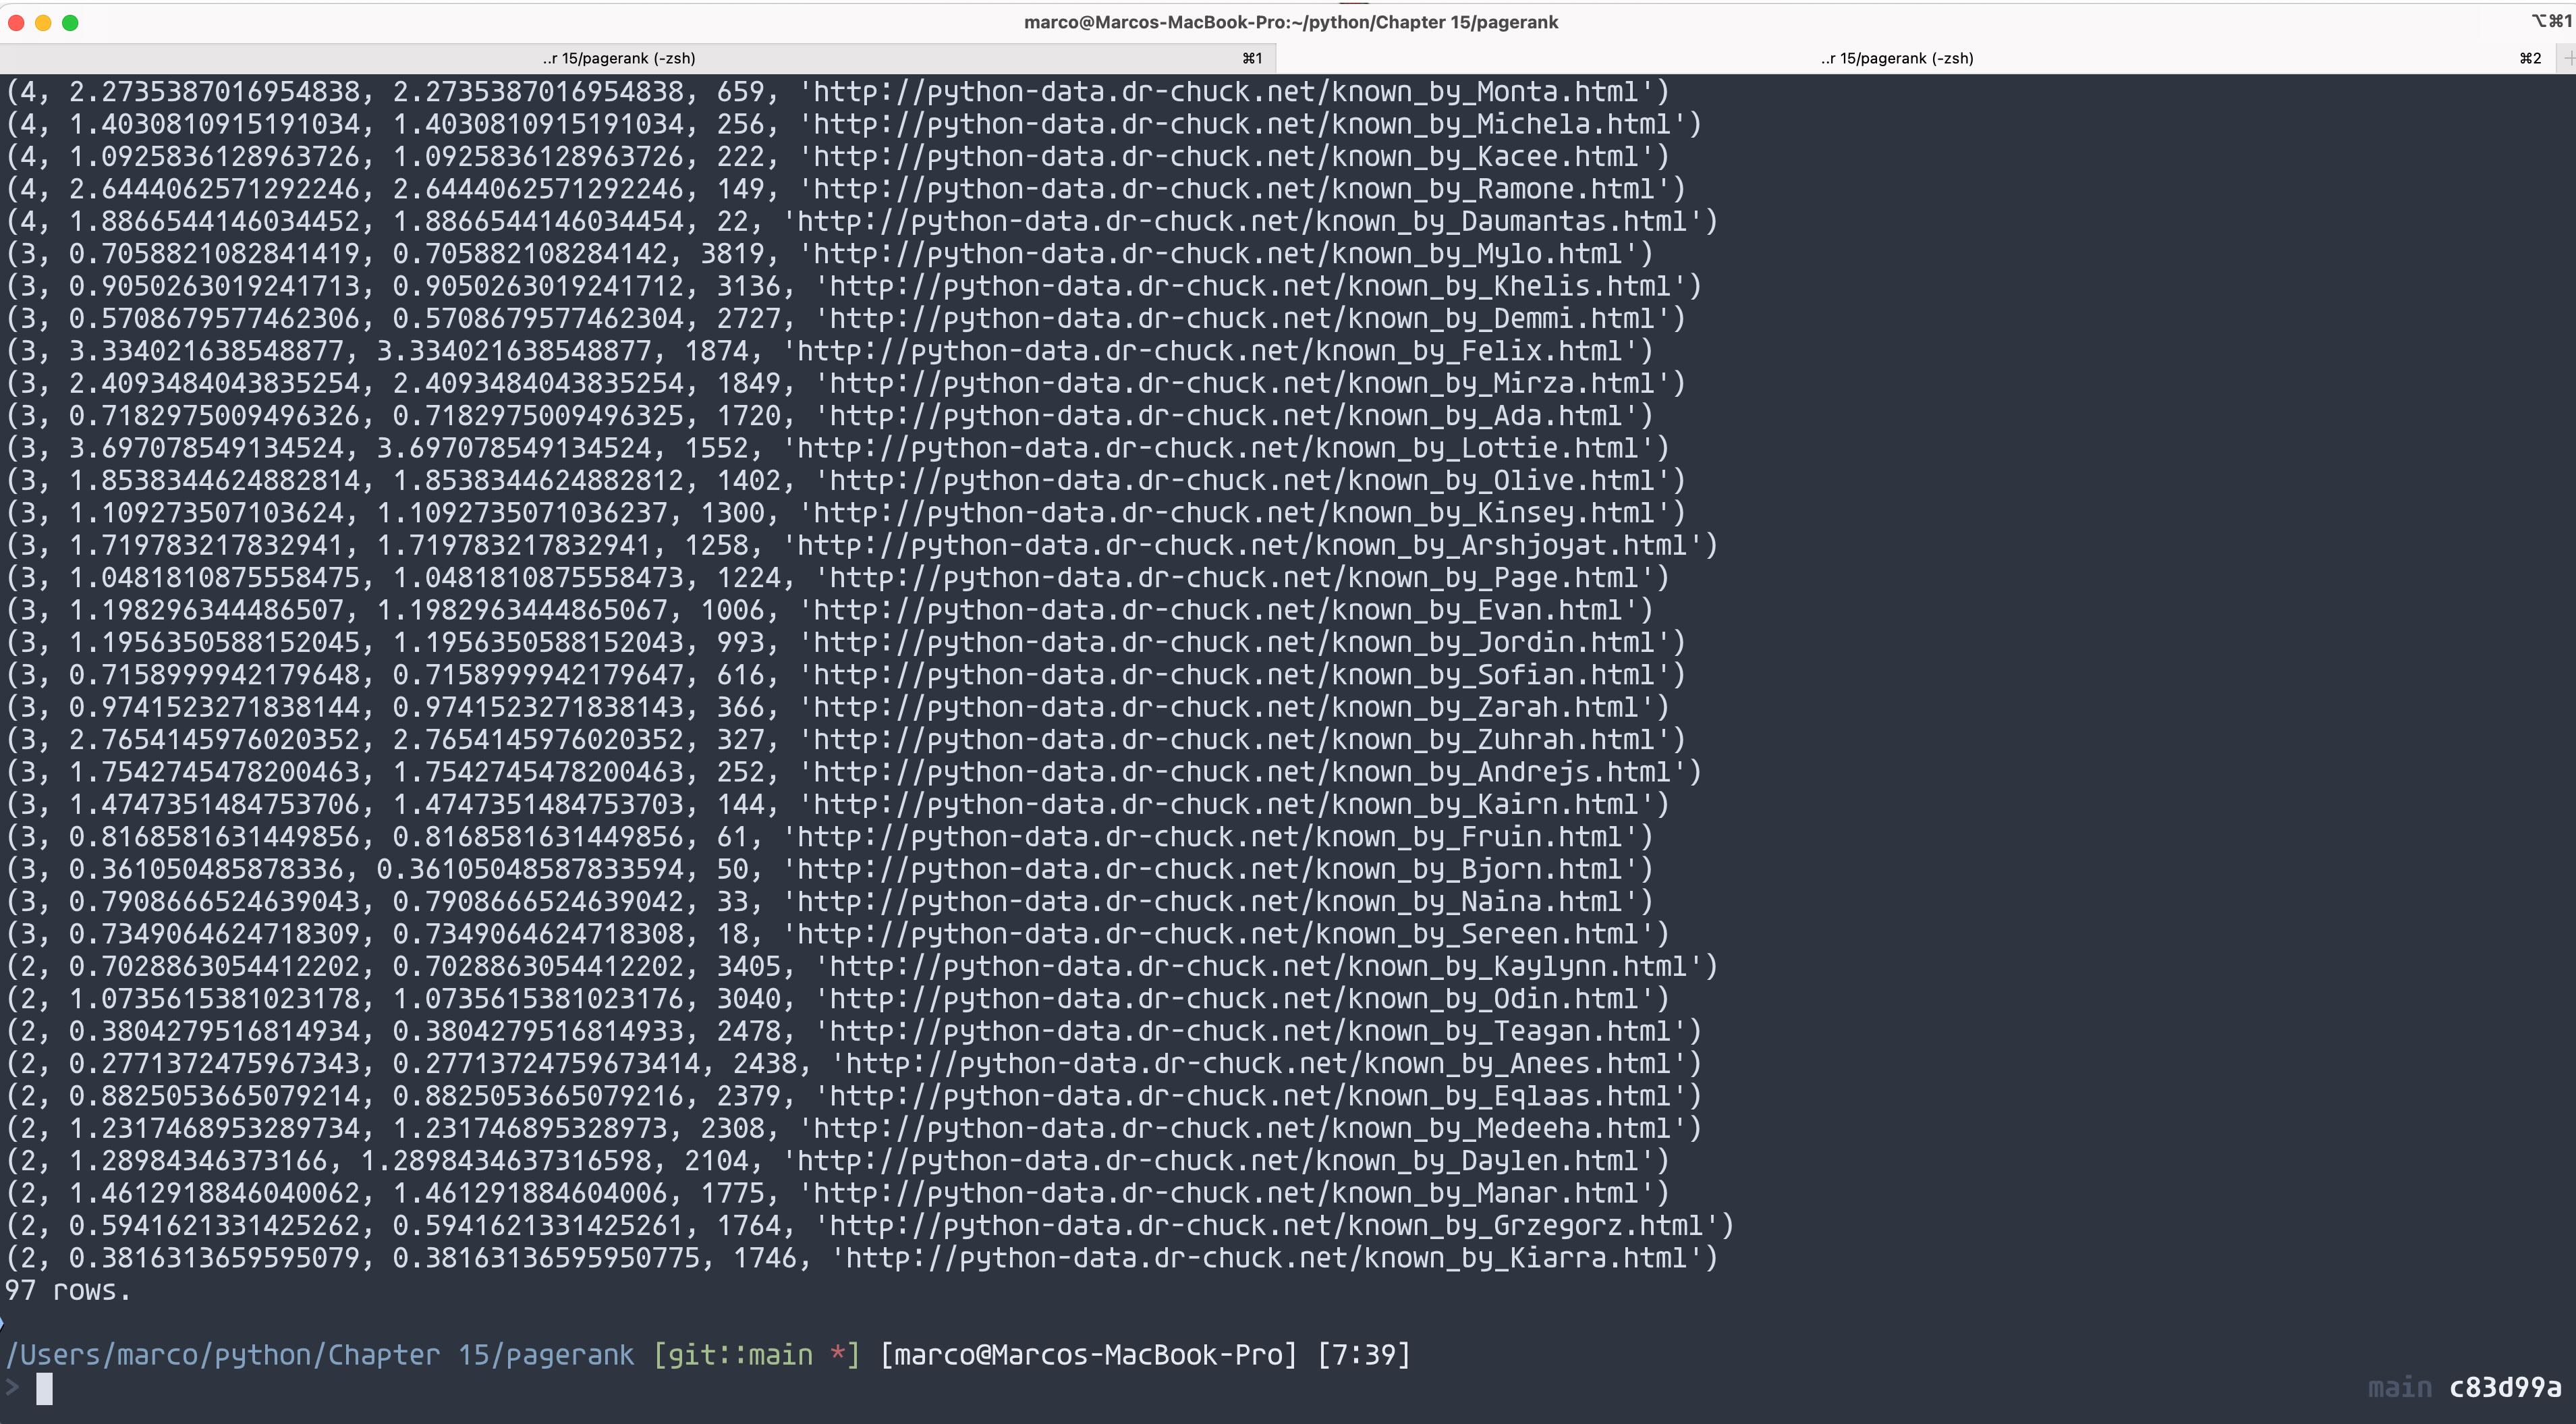 marco@Marcos-MacBook-Pro:~/python/Chapter 15/pagerank ⌥⌘1
..r 15/pagerank (-zsh) ⌘1 ..r 15/pagerank (-zsh) ⌘2 +
(4, 2.2735387016954838, 2.2735387016954838, 659, 'http://python-data.dr-chuck.net/known_by_Monta.html')
(4, 1.4030810915191034, 1.4030810915191034, 256, 'http://python-data.dr-chuck.net/known_by_Michela.html')
(4, 1.0925836128963726, 1.0925836128963726, 222, 'http://python-data.dr-chuck.net/known_by_Kacee.html')
(4, 2.6444062571292246, 2.6444062571292246, 149, 'http://python-data.dr-chuck.net/known_by_Ramone.html')
(4, 1.8866544146034452, 1.8866544146034454, 22, 'http://python-data.dr-chuck.net/known_by_Daumantas.html')
(3, 0.7058821082841419, 0.705882108284142, 3819, 'http://python-data.dr-chuck.net/known_by_Mylo.html')
(3, 0.9050263019241713, 0.9050263019241712, 3136, 'http://python-data.dr-chuck.net/known_by_Khelis.html')
(3, 0.5708679577462306, 0.5708679577462304, 2727, 'http://python-data.dr-chuck.net/known_by_Demmi.html')
(3, 3.334021638548877, 3.334021638548877, 1874, 'http://python-data.dr-chuck.net/known_by_Felix.html')
(3, 2.4093484043835254, 2.4093484043835254, 1849, 'http://python-data.dr-chuck.net/known_by_Mirza.html')
(3, 0.7182975009496326, 0.7182975009496325, 1720, 'http://python-data.dr-chuck.net/known_by_Ada.html')
(3, 3.697078549134524, 3.697078549134524, 1552, 'http://python-data.dr-chuck.net/known_by_Lottie.html')
(3, 1.8538344624882814, 1.8538344624882812, 1402, 'http://python-data.dr-chuck.net/known_by_Olive.html')
(3, 1.109273507103624, 1.1092735071036237, 1300, 'http://python-data.dr-chuck.net/known_by_Kinsey.html')
(3, 1.719783217832941, 1.719783217832941, 1258, 'http://python-data.dr-chuck.net/known_by_Arshjoyat.html')
(3, 1.0481810875558475, 1.0481810875558473, 1224, 'http://python-data.dr-chuck.net/known_by_Page.html')
(3, 1.198296344486507, 1.1982963444865067, 1006, 'http://python-data.dr-chuck.net/known_by_Evan.html')
(3, 1.1956350588152045, 1.1956350588152043, 993, 'http://python-data.dr-chuck.net/known_by_Jordin.html')
(3, 0.7158999942179648, 0.7158999942179647, 616, 'http://python-data.dr-chuck.net/known_by_Sofian.html')
(3, 0.9741523271838144, 0.9741523271838143, 366, 'http://python-data.dr-chuck.net/known_by_Zarah.html')
(3, 2.7654145976020352, 2.7654145976020352, 327, 'http://python-data.dr-chuck.net/known_by_Zuhrah.html')
(3, 1.7542745478200463, 1.7542745478200463, 252, 'http://python-data.dr-chuck.net/known_by_Andrejs.html')
(3, 1.4747351484753706, 1.4747351484753703, 144, 'http://python-data.dr-chuck.net/known_by_Kairn.html')
(3, 0.8168581631449856, 0.8168581631449856, 61, 'http://python-data.dr-chuck.net/known_by_Fruin.html')
(3, 0.361050485878336, 0.36105048587833594, 50, 'http://python-data.dr-chuck.net/known_by_Bjorn.html')
(3, 0.7908666524639043, 0.7908666524639042, 33, 'http://python-data.dr-chuck.net/known_by_Naina.html')
(3, 0.7349064624718309, 0.7349064624718308, 18, 'http://python-data.dr-chuck.net/known_by_Sereen.html')
(2, 0.7028863054412202, 0.7028863054412202, 3405, 'http://python-data.dr-chuck.net/known_by_Kaylynn.html')
(2, 1.0735615381023178, 1.0735615381023176, 3040, 'http://python-data.dr-chuck.net/known_by_Odin.html')
(2, 0.3804279516814934, 0.3804279516814933, 2478, 'http://python-data.dr-chuck.net/known_by_Teagan.html')
(2, 0.2771372475967343, 0.27713724759673414, 2438, 'http://python-data.dr-chuck.net/known_by_Anees.html')
(2, 0.8825053665079214, 0.8825053665079216, 2379, 'http://python-data.dr-chuck.net/known_by_Eqlaas.html')
(2, 1.2317468953289734, 1.231746895328973, 2308, 'http://python-data.dr-chuck.net/known_by_Medeeha.html')
(2, 1.28984346373166, 1.2898434637316598, 2104, 'http://python-data.dr-chuck.net/known_by_Daylen.html')
(2, 1.4612918846040062, 1.461291884604006, 1775, 'http://python-data.dr-chuck.net/known_by_Manar.html')
(2, 0.5941621331425262, 0.5941621331425261, 1764, 'http://python-data.dr-chuck.net/known_by_Grzegorz.html')
(2, 0.3816313659595079, 0.38163136595950775, 1746, 'http://python-data.dr-chuck.net/known_by_Kiarra.html')
97 rows.
/Users/marco/python/Chapter 15/pagerank [git::main *] [marco@Marcos-MacBook-Pro] [7:39]
> main c83d99a